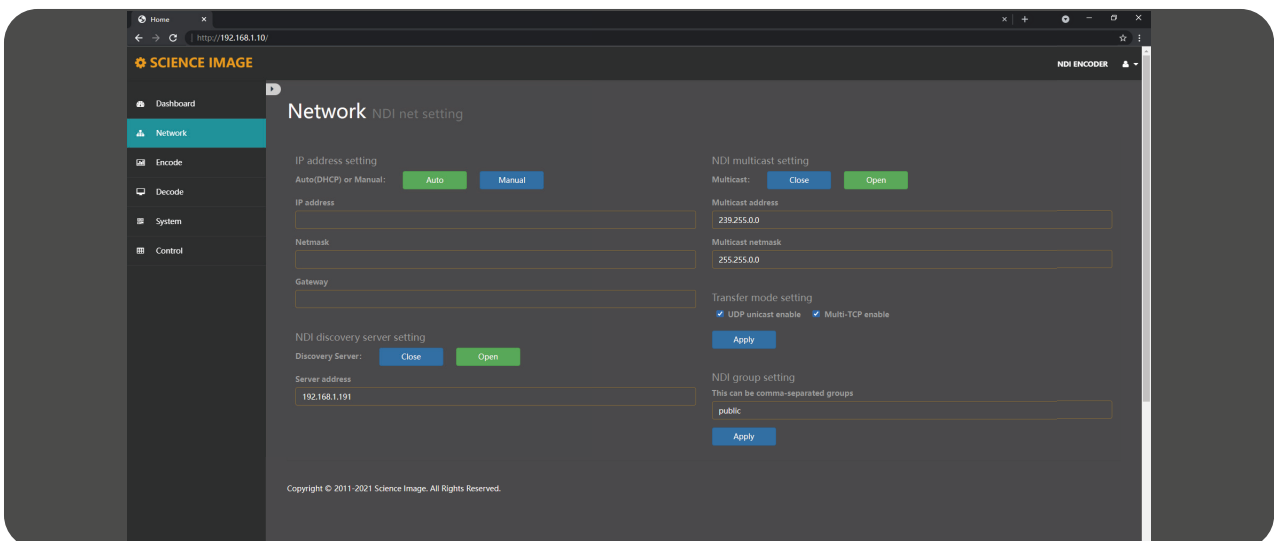 Home
http://192.168.1.10/
SCIENCE IMAGE
NDI ENCODER
Dashboard
Network
Encode
Decode
System
Control
Network NDI net setting
IP address setting
Auto(DHCP) or Manual: Auto Manual
IP address
Netmask
Gateway
NDI discovery server setting
Discovery Server: Close Open
Server address
192.168.1.191
NDI multicast setting
Multicast: Close Open
Multicast address
239.255.0.0
Multicast netmask
255.255.0.0
Transfer mode setting
UDP unicast enable Multi-TCP enable
Apply
NDI group setting
This can be comma-separated groups
public
Apply
Copyright © 2011-2021 Science Image. All Rights Reserved.